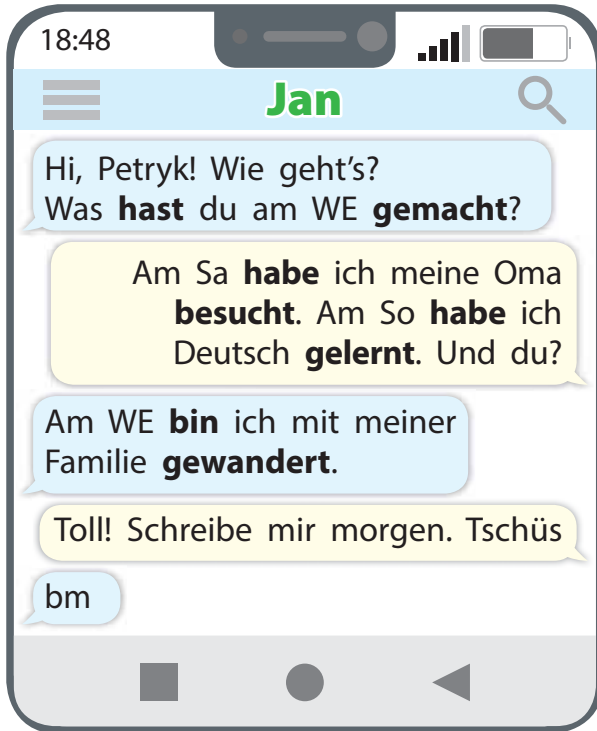 18:48
Jan
Hi, Petryk! Wie geht's?
Was hast du am WE gemacht?
Am Sa habe ich meine Oma
besucht. Am So habe ich
Deutsch gelernt. Und du?
Am WE bin ich mit meiner
Familie gewandert.
Toll! Schreibe mir morgen. Tschüs
bm